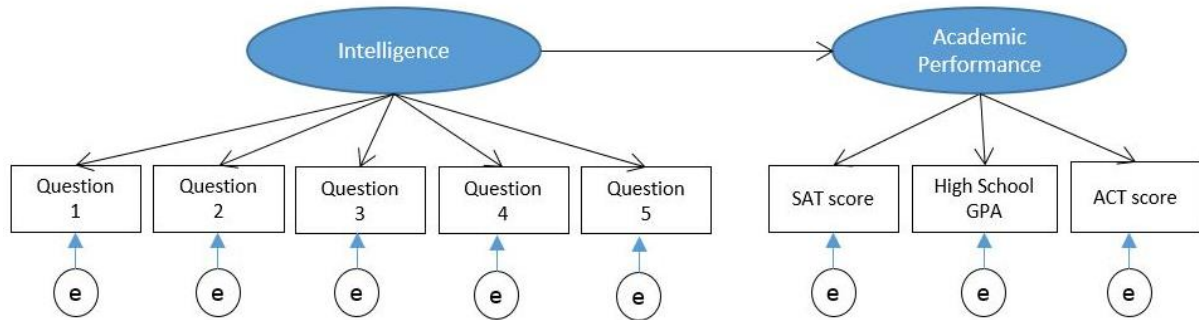 Intelligence
Academic
Performance
Question
1
Question
2
Question
3
Question
4
Question
5
SAT score
High School
GPA
ACT score
e
e
e
e
e
e
e
e